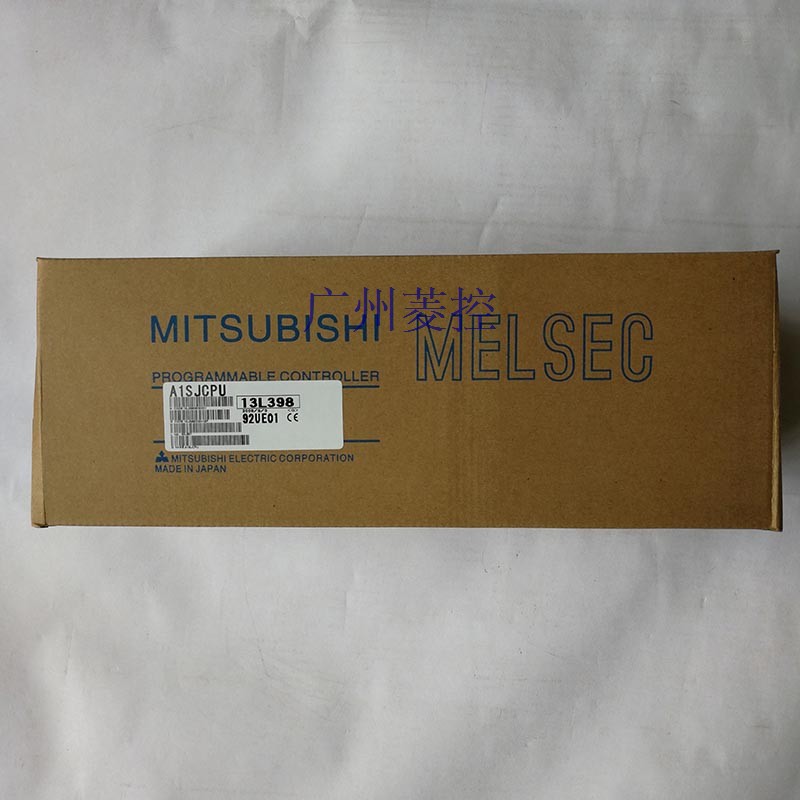 广州菱控
MITSUBISHI
MELSEC
PROGRAMMABLE CONTROLLER
A1SJCPU
13L398
92UE01 CE
MITSUBISHI ELECTRIC CORPORATION
MADE IN JAPAN